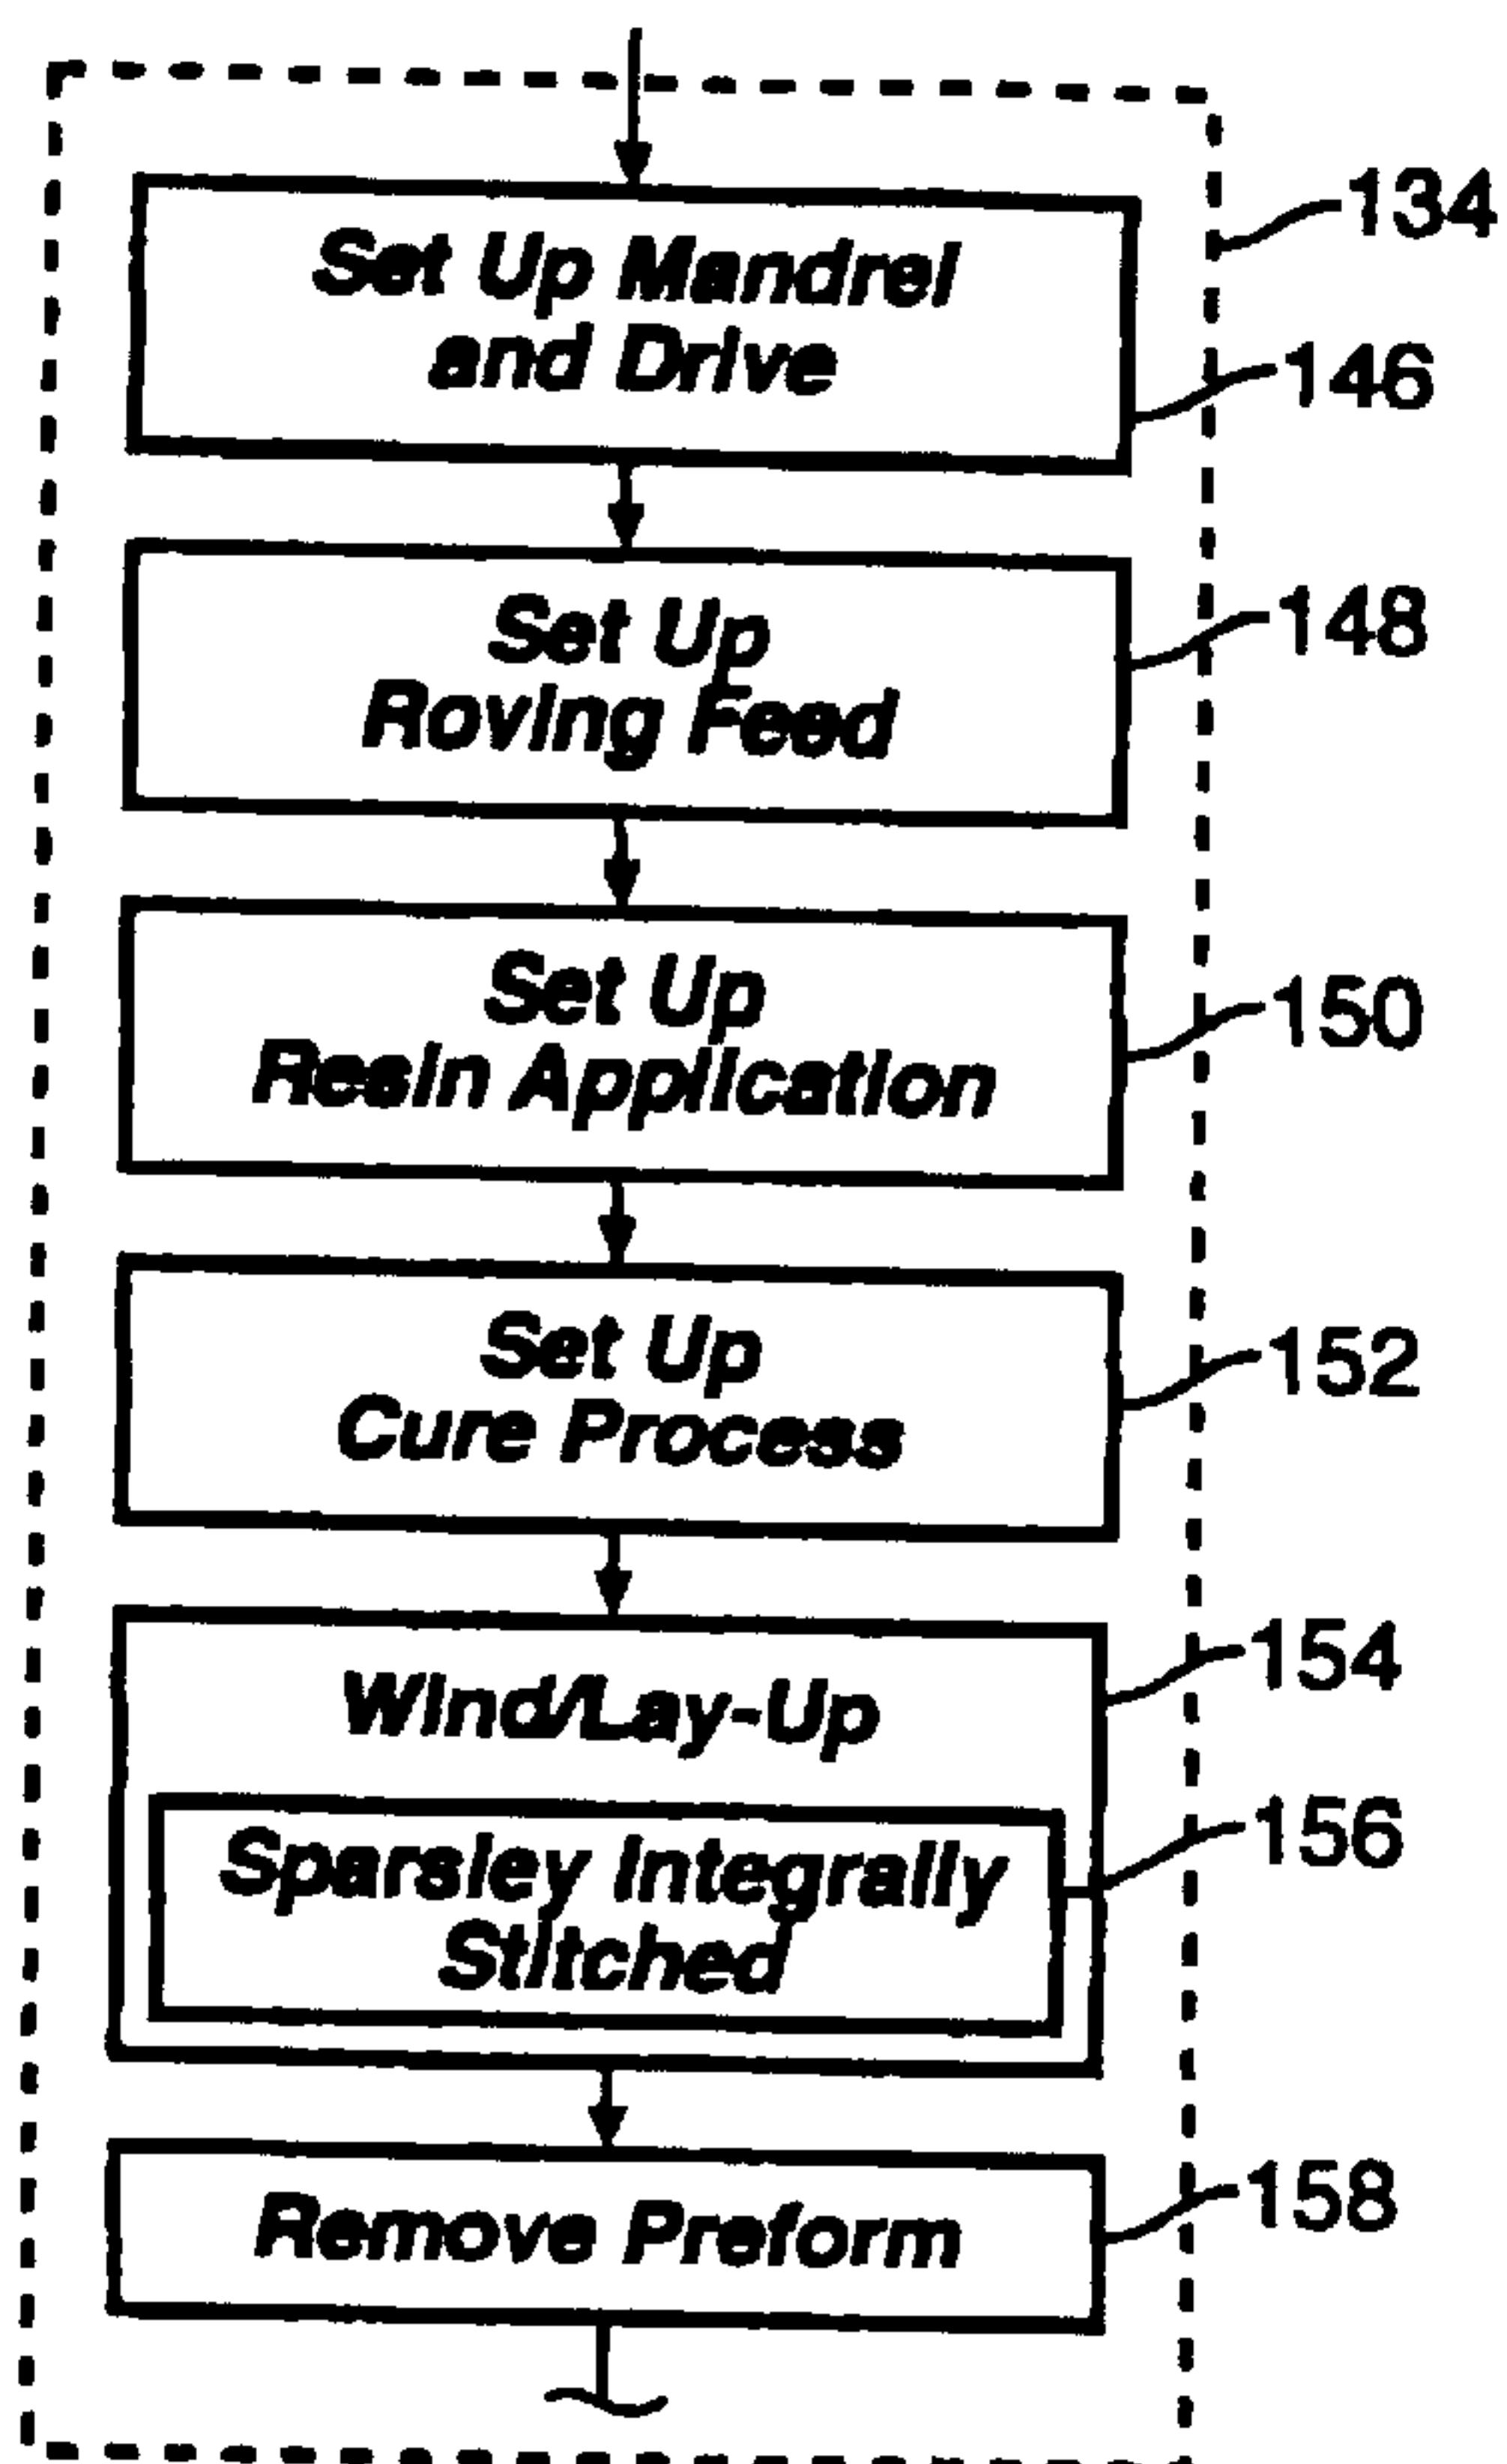 134
Set Up Mandrel
and Drive
146
Set Up
Roving Feed
148
Set Up
Resin Application
150
Set Up
Cure Process
152
Wind/Lay-Up
154
Sparsley Integrally
Stitched
156
Remove Preform
158